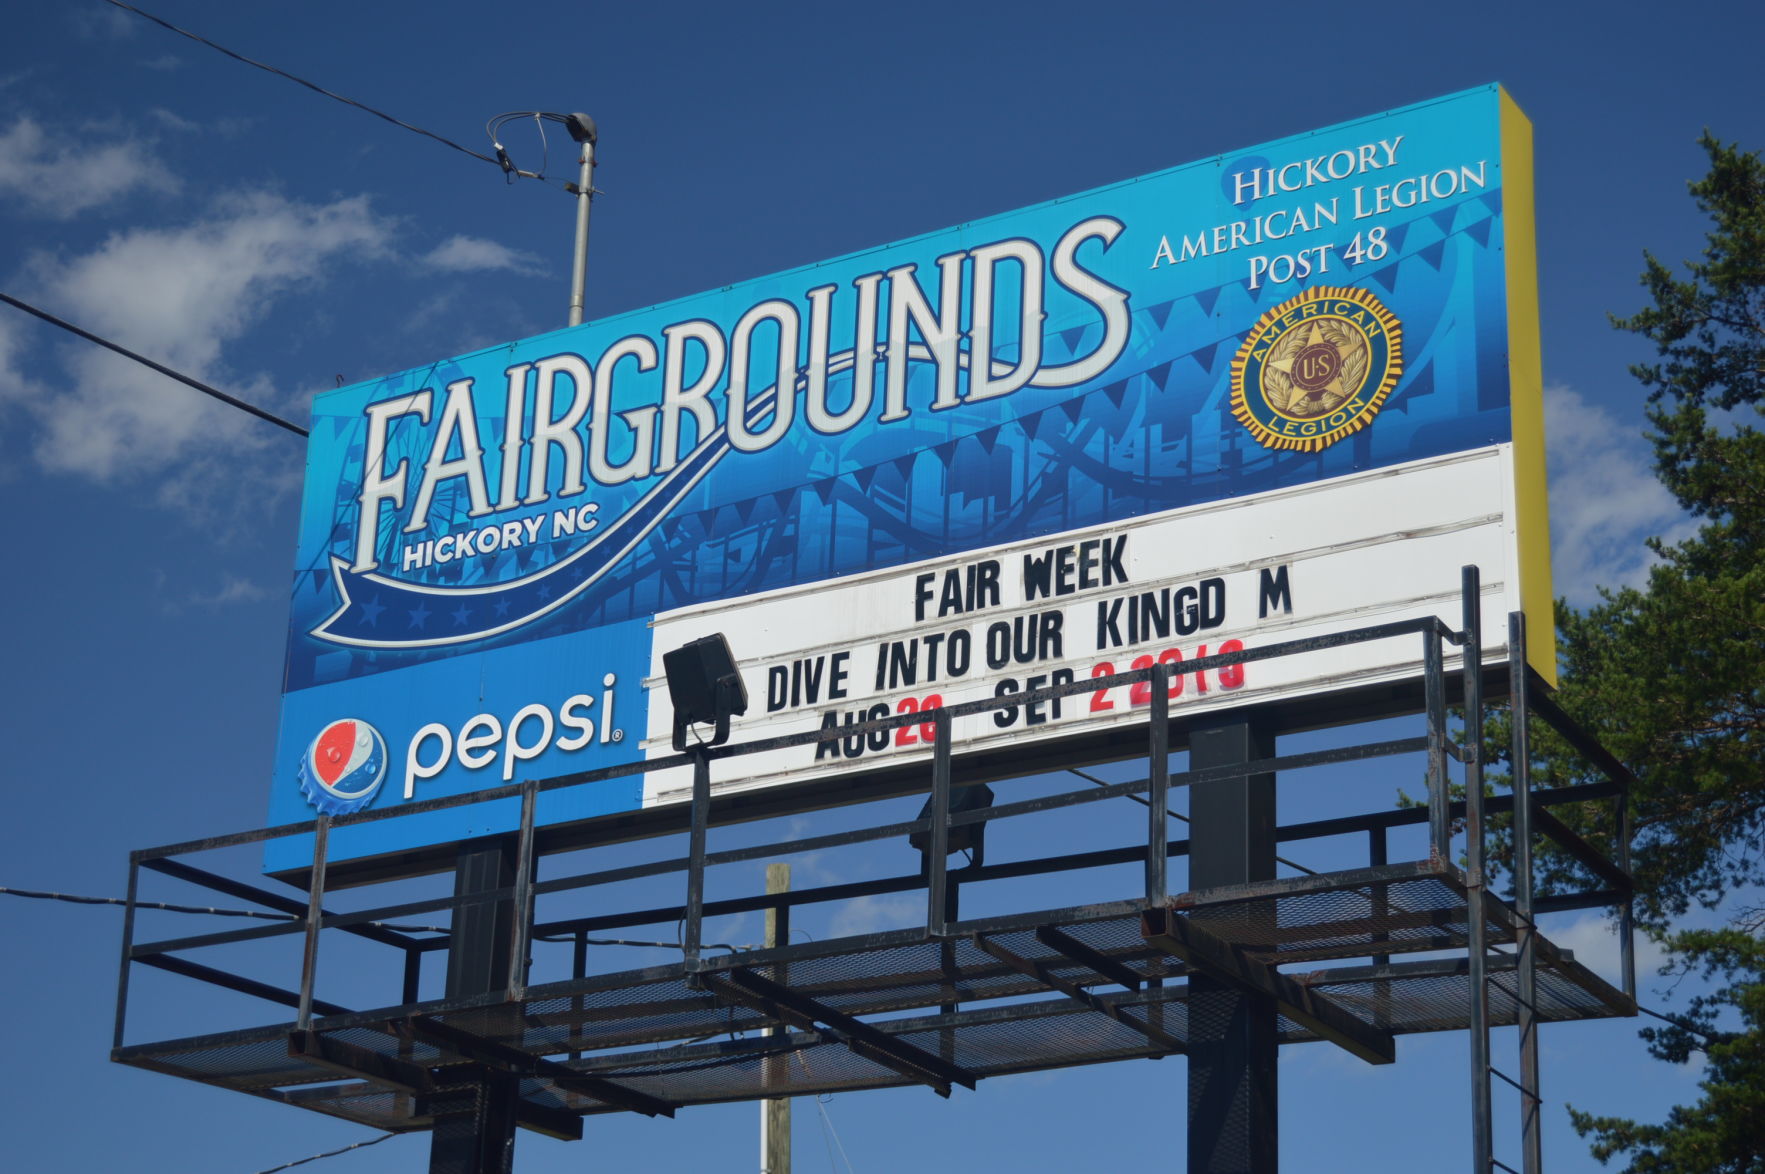 HICKORY
AMERICAN LEGION
POST 48
FAIRGROUNDS
HICKORY NC
AMERICAN
U·S
LEGION
FAIR WEEK
DIVE INTO OUR KINGD M
AUG SEP 2
pepsi®